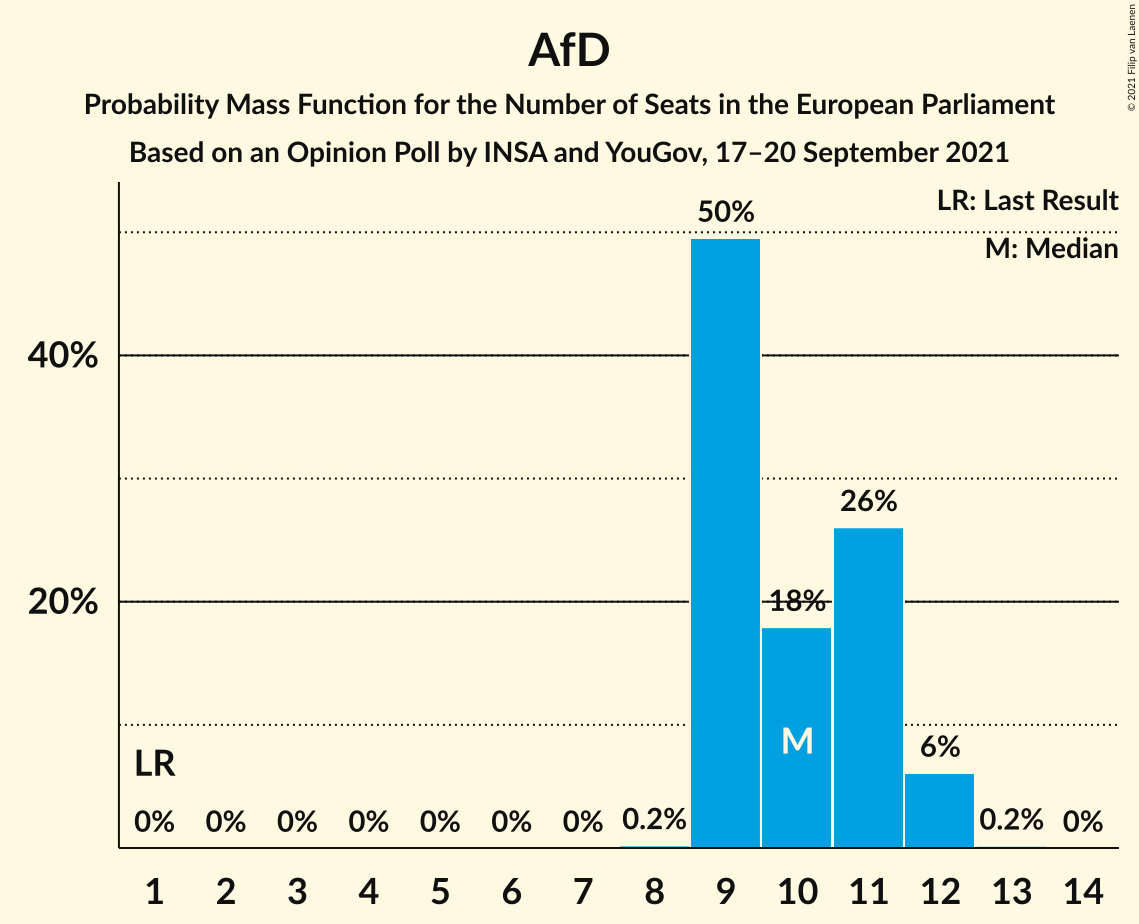 AfD
Probability Mass Function for the Number of Seats in the European Parliament
Based on an Opinion Poll by INSA and YouGov, 17–20 September 2021
© 2021 Filip van Laenen
LR: Last Result
M: Median
50%
40%
26%
20%
18%
M
6%
LR
0% 0% 0% 0% 0% 0% 0% 0.2% 0.2% 0%
1 2 3 4 5 6 7 8 9 10 11 12 13 14